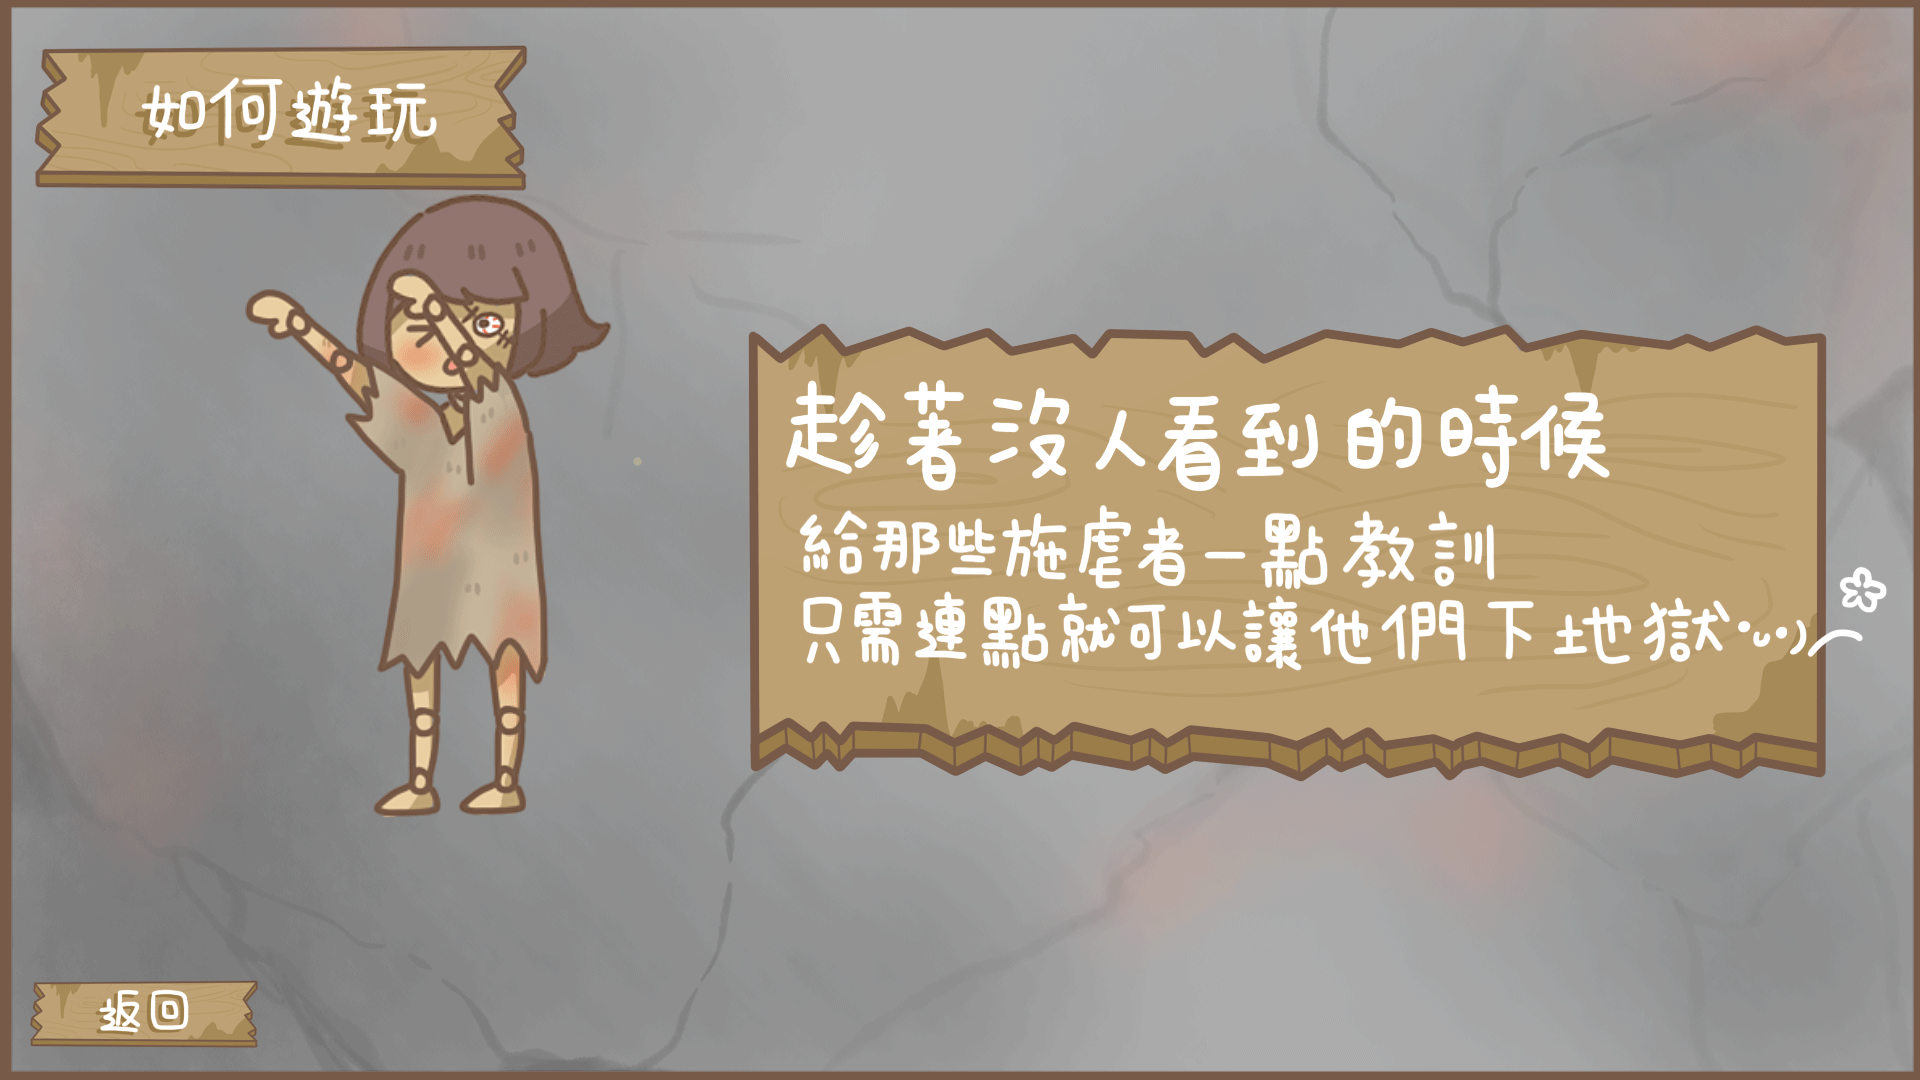 如何遊玩
趁著沒人看到的時候
給那些施虐者一點教訓
只需連點就可以讓他們下地獄•ᴗ•)⁀
返回